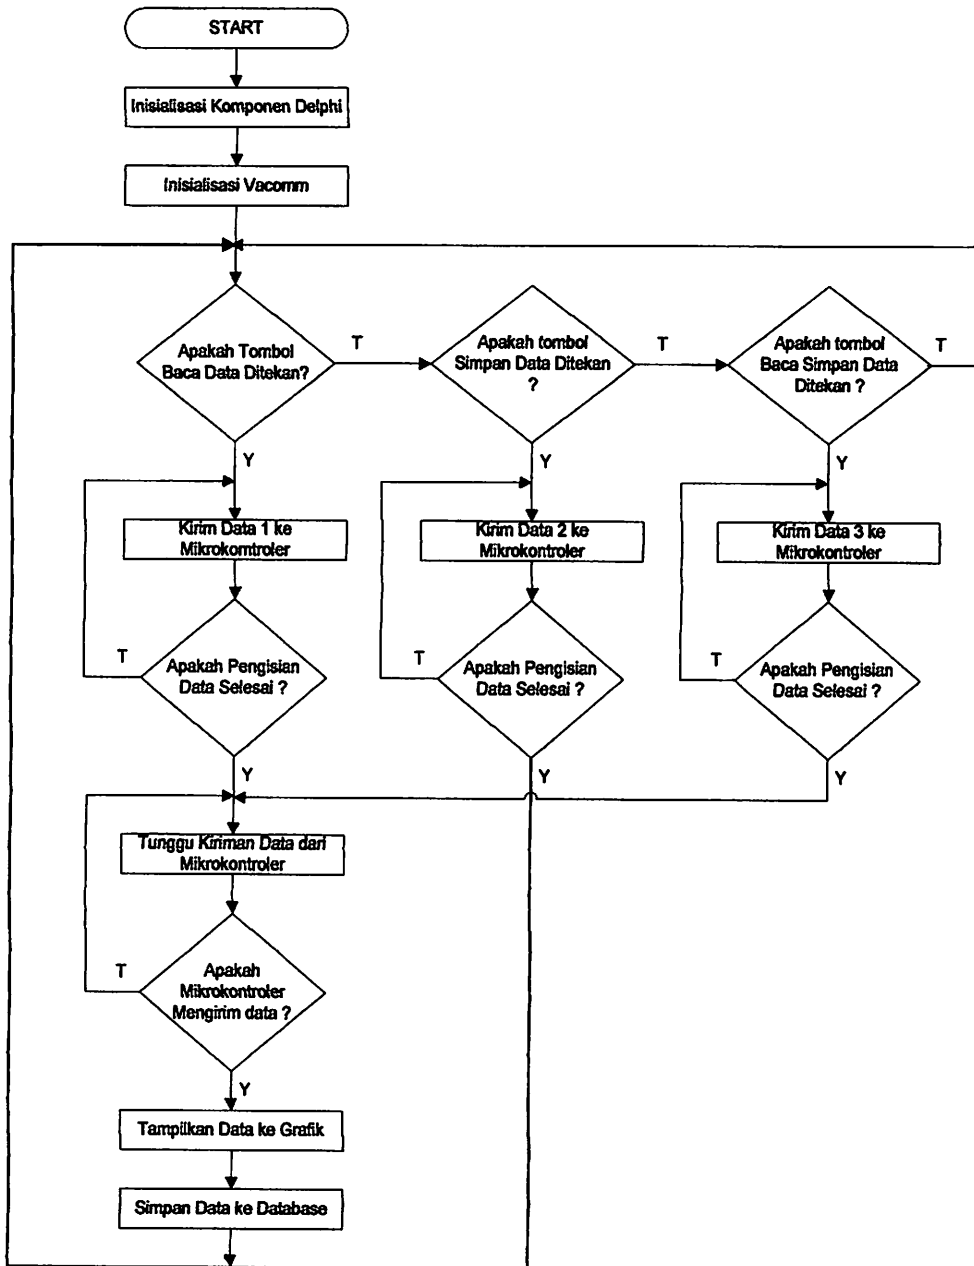 START
Inisialisasi Komponen Delphi
Inisialisasi Vacomm
Apakah Tombol
Baca Data Ditekan?
T
Apakah tombol
Simpan Data Ditekan
?
T
Apakah tombol
Baca Simpan Data
Ditekan ?
T
Y
Y
Y
Kirim Data 1 ke
Mikrokomtroler
Kirim Data 2 ke
Mikrokontroler
Kirim Data 3 ke
Mikrokontroler
T
Apakah Pengisian
Data Selesai ?
T
Apakah Pengisian
Data Selesai ?
T
Apakah Pengisian
Data Selesai ?
Y
Y
Y
Tunggu Kiriman Data dari
Mikrokontroler
T
Apakah
Mikrokontroler
Mengirim data ?
Y
Tampilkan Data ke Grafik
Simpan Data ke Database